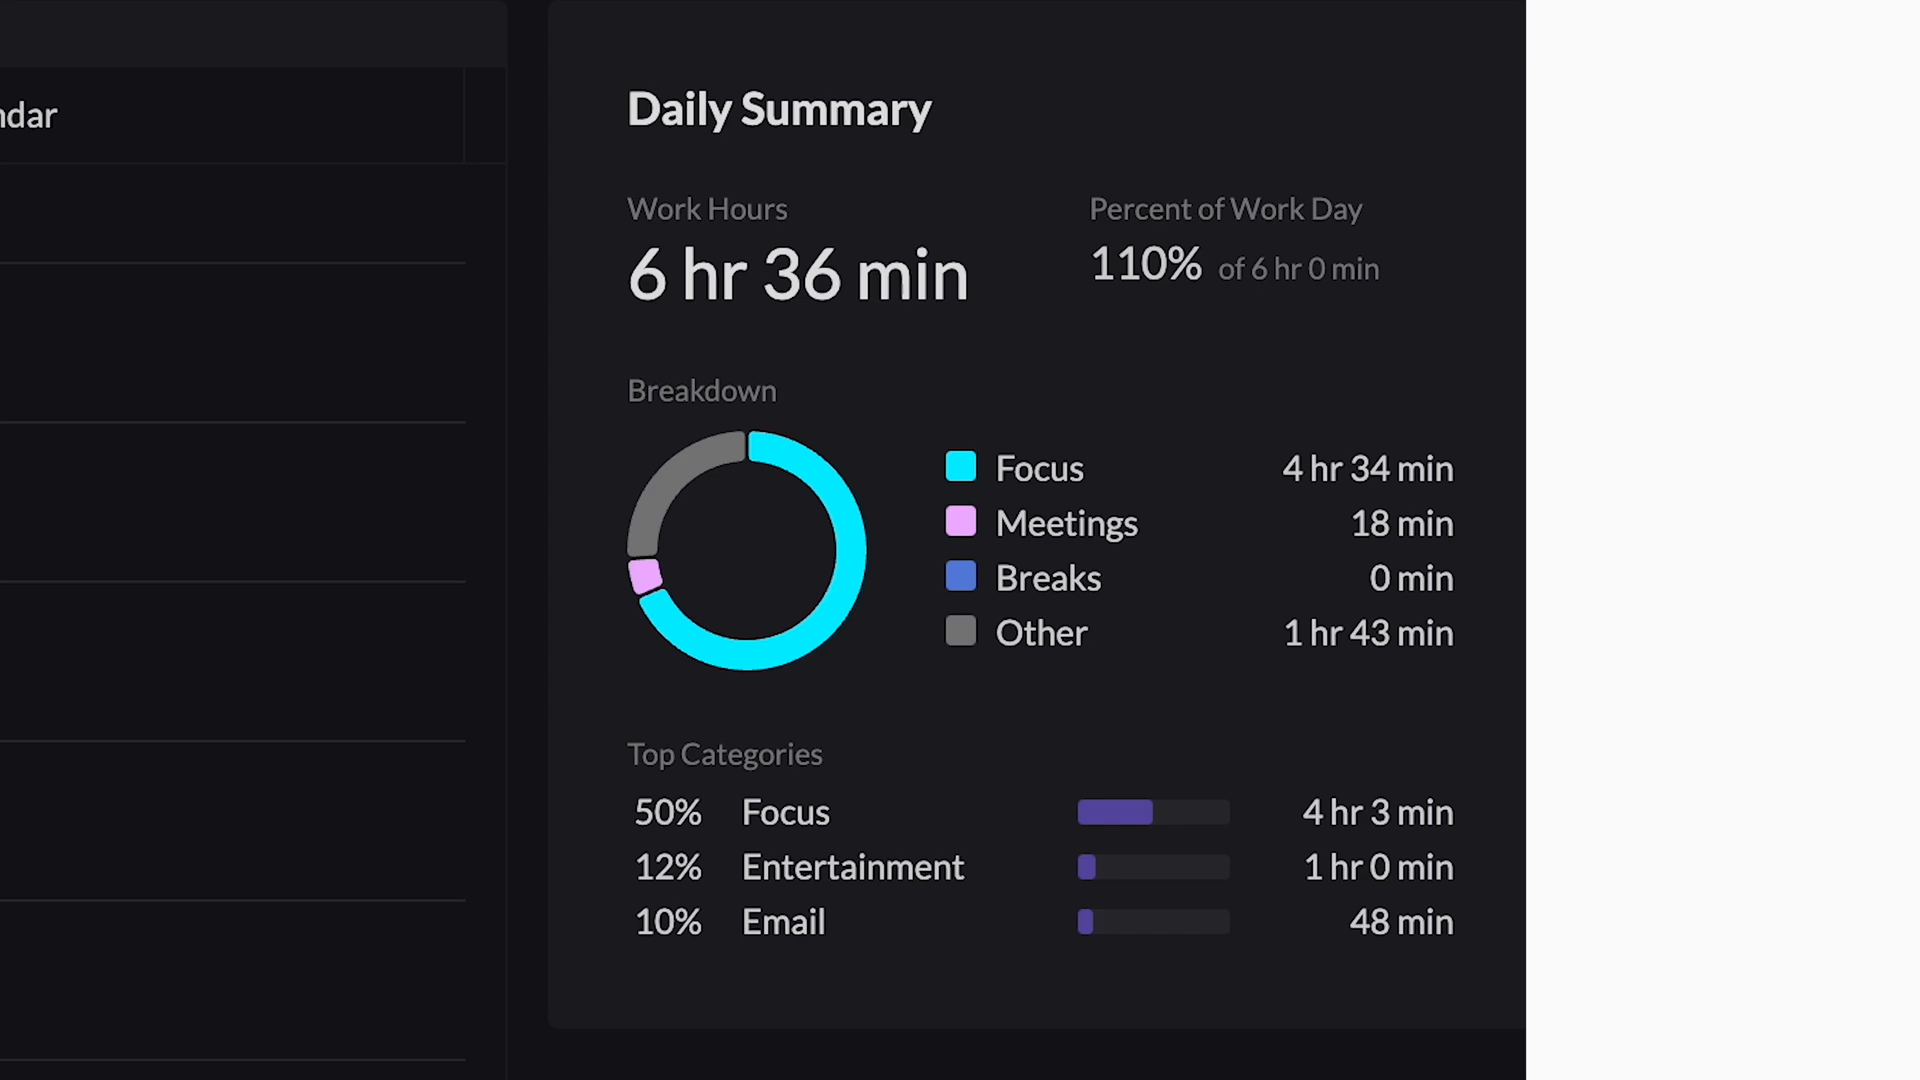 ndar
Daily Summary
Work Hours
6 hr 36 min
Percent of Work Day
110% of 6 hr 0 min
Breakdown
Focus 4 hr 34 min
Meetings 18 min
Breaks 0 min
Other 1 hr 43 min
Top Categories
50% Focus 4 hr 3 min
12% Entertainment 1 hr 0 min
10% Email 48 min